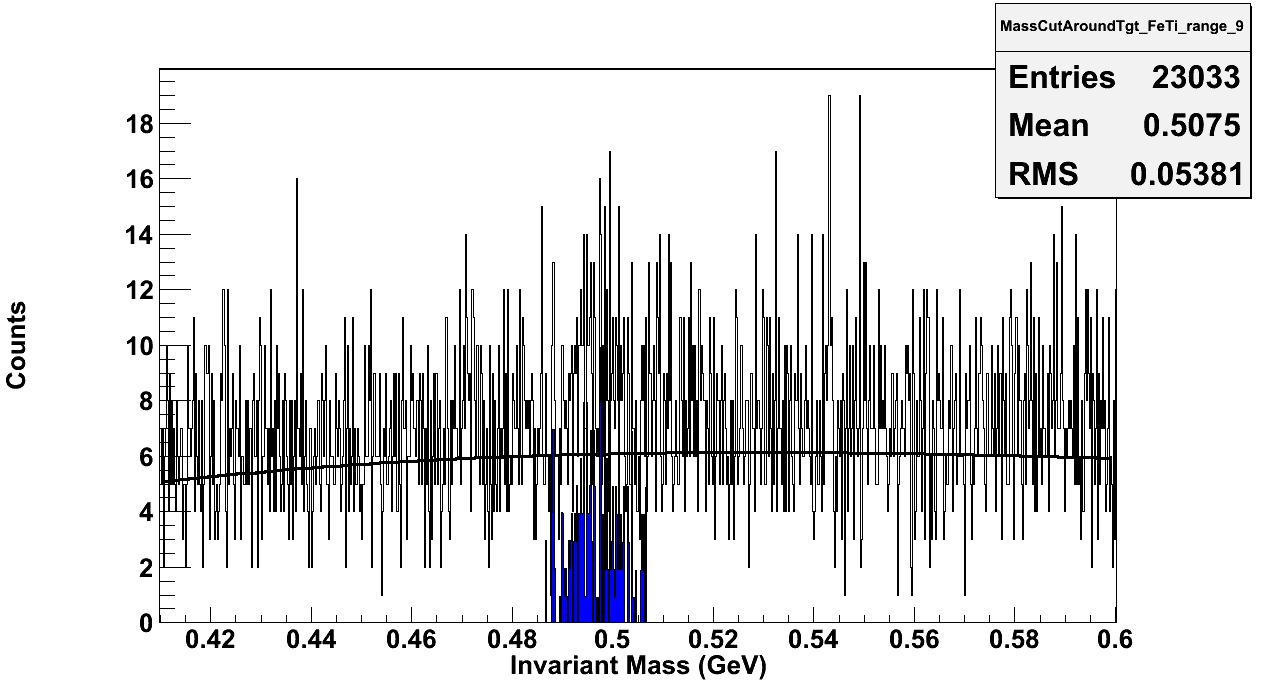 MassCutAroundTgt_FeTi_range_9
Entries 23033
Mean 0.5075
RMS 0.05381
Counts
18
16
14
12
10
8
6
4
2
0
0.42 0.44 0.46 0.48 0.5 0.52 0.54 0.56 0.58 0.6
Invariant Mass (GeV)